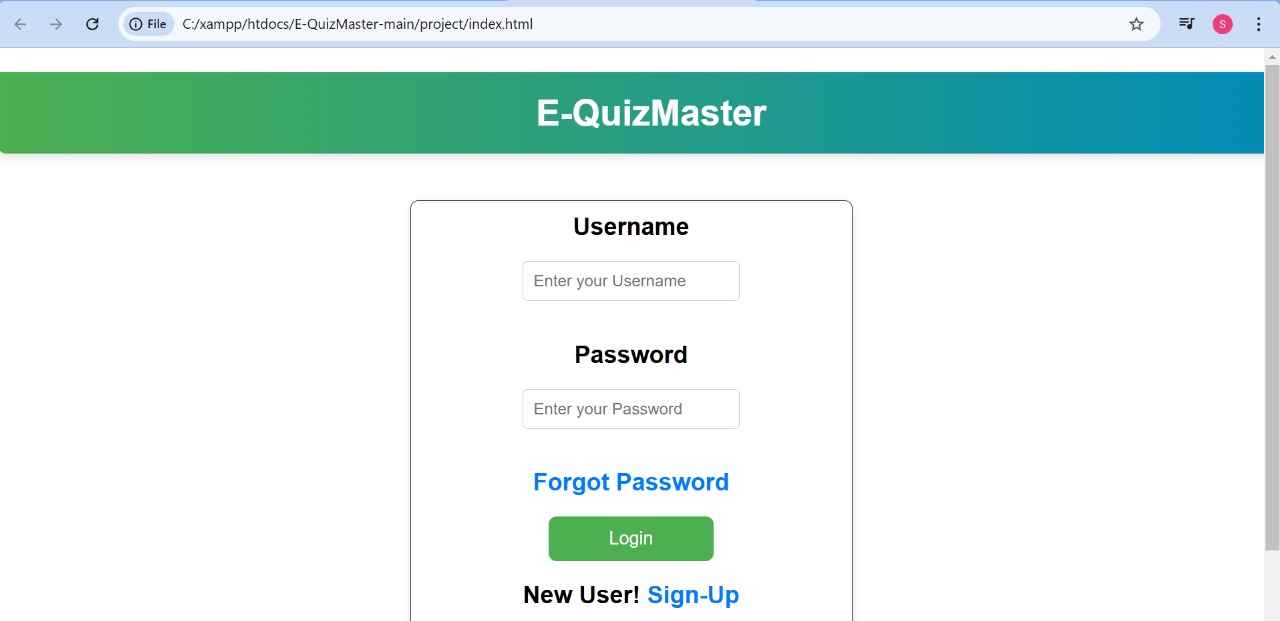 File C:/xampp/htdocs/E-QuizMaster-main/project/index.html S
E-QuizMaster
Username
Enter your Username
Password
Enter your Password
Forgot Password
Login
New User! Sign-Up